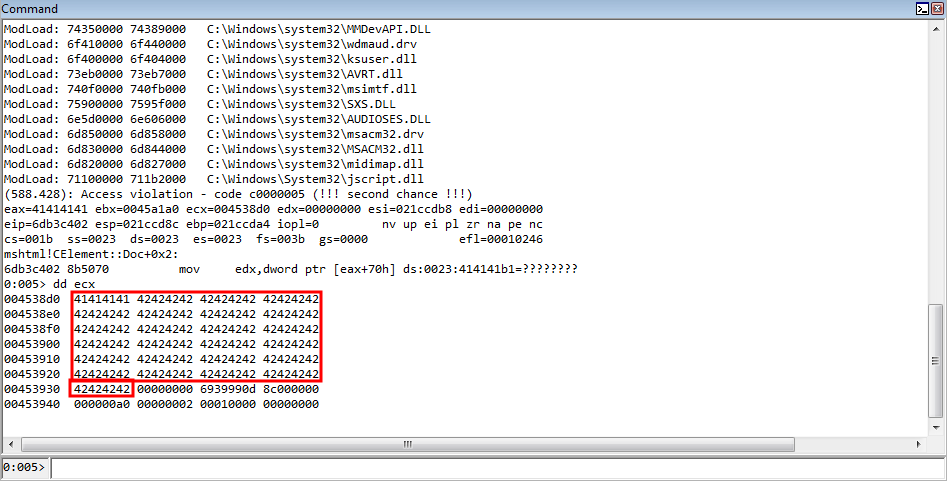 Command
ModLoad: 74350000 74389000   C:\Windows\system32\MMDevAPI.DLL
ModLoad: 6f410000 6f440000   C:\Windows\system32\wdmaud.drv
ModLoad: 6f400000 6f404000   C:\Windows\system32\ksuser.dll
ModLoad: 73eb0000 73eb7000   C:\Windows\system32\AVRT.dll
ModLoad: 740f0000 740fb000   C:\Windows\system32\msimtf.dll
ModLoad: 75900000 7595f000   C:\Windows\system32\SXS.DLL
ModLoad: 6e5d0000 6e606000   C:\Windows\system32\AUDIOSES.DLL
ModLoad: 6d850000 6d858000   C:\Windows\system32\msacm32.drv
ModLoad: 6d830000 6d844000   C:\Windows\system32\MSACM32.dll
ModLoad: 6d820000 6d827000   C:\Windows\system32\midimap.dll
ModLoad: 71100000 711b2000   C:\Windows\System32\jscript.dll
(588.428): Access violation - code c0000005 (!!! second chance !!!)
eax=41414141 ebx=0045a1a0 ecx=004538d0 edx=00000000 esi=021ccdb8 edi=00000000
eip=6db3c402 esp=021ccd8c ebp=021ccda4 iopl=0         nv up ei pl zr na pe nc
cs=001b  ss=0023  ds=0023  es=0023  fs=003b  gs=0000             efl=00010246
mshtml!CElement::Doc+0x2:
6db3c402 8b5070          mov     edx,dword ptr [eax+70h] ds:0023:414141b1=????????
0:005> dd ecx
004538d0  41414141 42424242 42424242 42424242
004538e0  42424242 42424242 42424242 42424242
004538f0  42424242 42424242 42424242 42424242
00453900  42424242 42424242 42424242 42424242
00453910  42424242 42424242 42424242 42424242
00453920  42424242 42424242 42424242 42424242
00453930  42424242 00000000 6939990d 8c000000
00453940  000000a0 00000002 00010000 00000000
0:005>